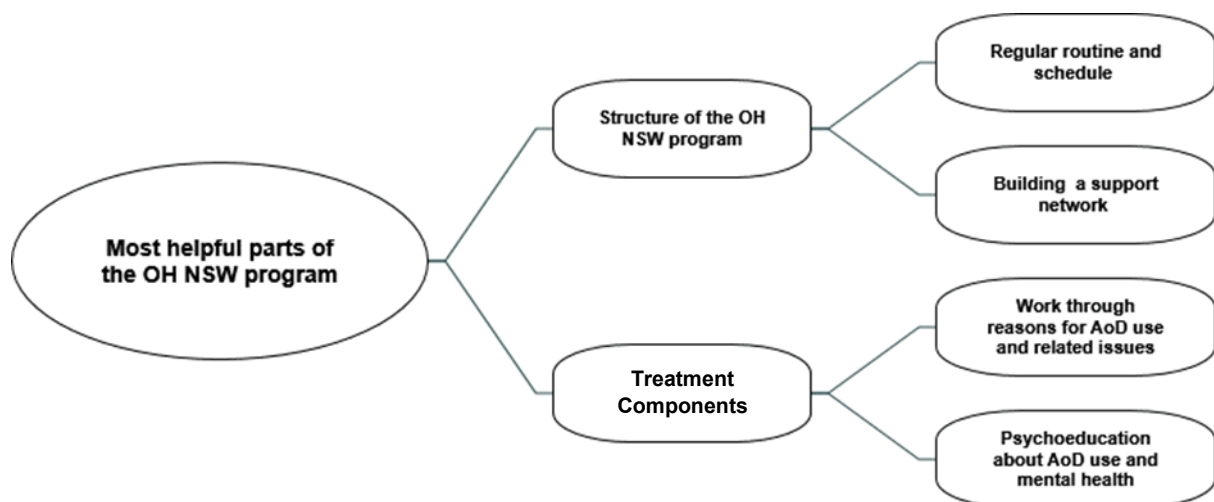 Most helpful parts of
the OH NSW program
Structure of the OH
NSW program
Regular routine and
schedule
Building a support
network
Treatment
Components
Work through
reasons for AoD use
and related issues
Psychoeducation
about AoD use and
mental health